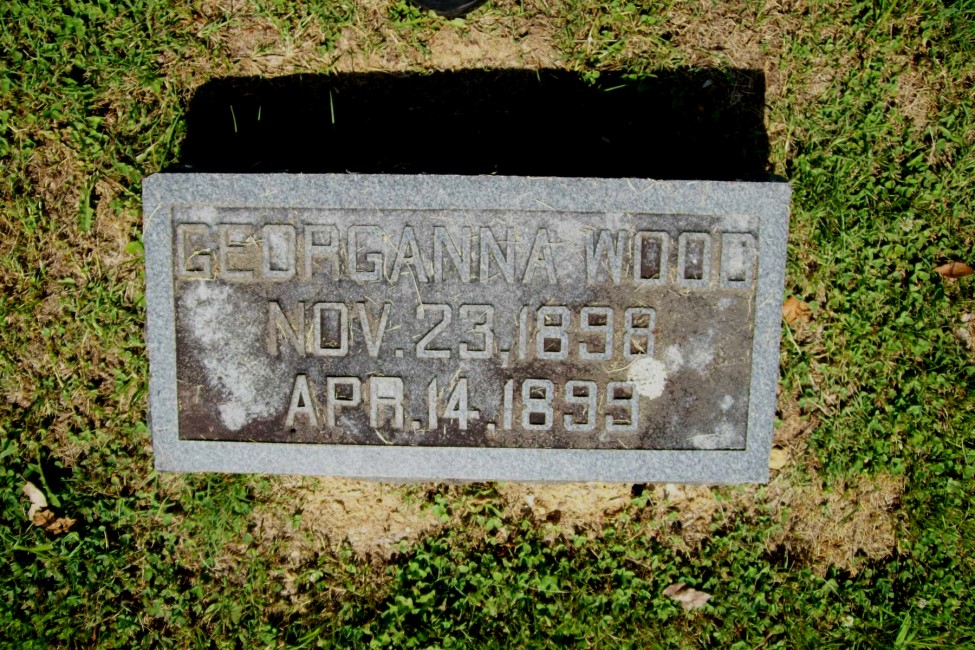 GEORGANNA WOOD
NOV. 23, 1898
APR. 14, 1899